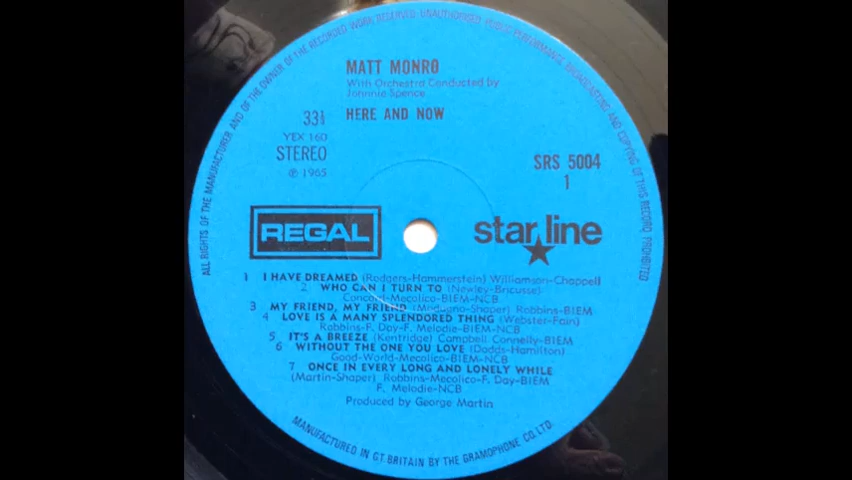 ALL RIGHTS OF THE MANUFACTURER AND OF THE OWNER OF THE RECORDED WORK RESERVED. UNAUTHORISED PUBLIC PERFORMANCE BROADCASTING AND COPYING OF THIS RECORD PROHIBITED
MATT MONRO
With Orchestra Conducted by
Johnnie Spence
HERE AND NOW
33⅓
YEX 160
STEREO
℗ 1965
SRS 5004
1
REGAL
star line
1 I HAVE DREAMED (Rodgers-Hammerstein) Williamson-Chappell
2 WHO CAN I TURN TO (Newley-Bricusse)
Concord-Mecolico-BIEM-NCB
3 MY FRIEND, MY FRIEND (Modugno-Shaper) Robbins-BIEM
4 LOVE IS A MANY SPLENDORED THING (Webster-Fain)
Robbins-F. Day-F. Melodie-BIEM-NCB
5 IT'S A BREEZE (Kentridge) Campbell Connelly-BIEM
6 WITHOUT THE ONE YOU LOVE (Dodds-Hamilton)
Good-World-Mecolico-BIEM-NCB
7 ONCE IN EVERY LONG AND LONELY WHILE
(Martin-Shaper) Robbins-Mecolico-F. Day-BIEM
F. Melodie-NCB
Produced by George Martin
MANUFACTURED IN GT. BRITAIN BY THE GRAMOPHONE CO. LTD.